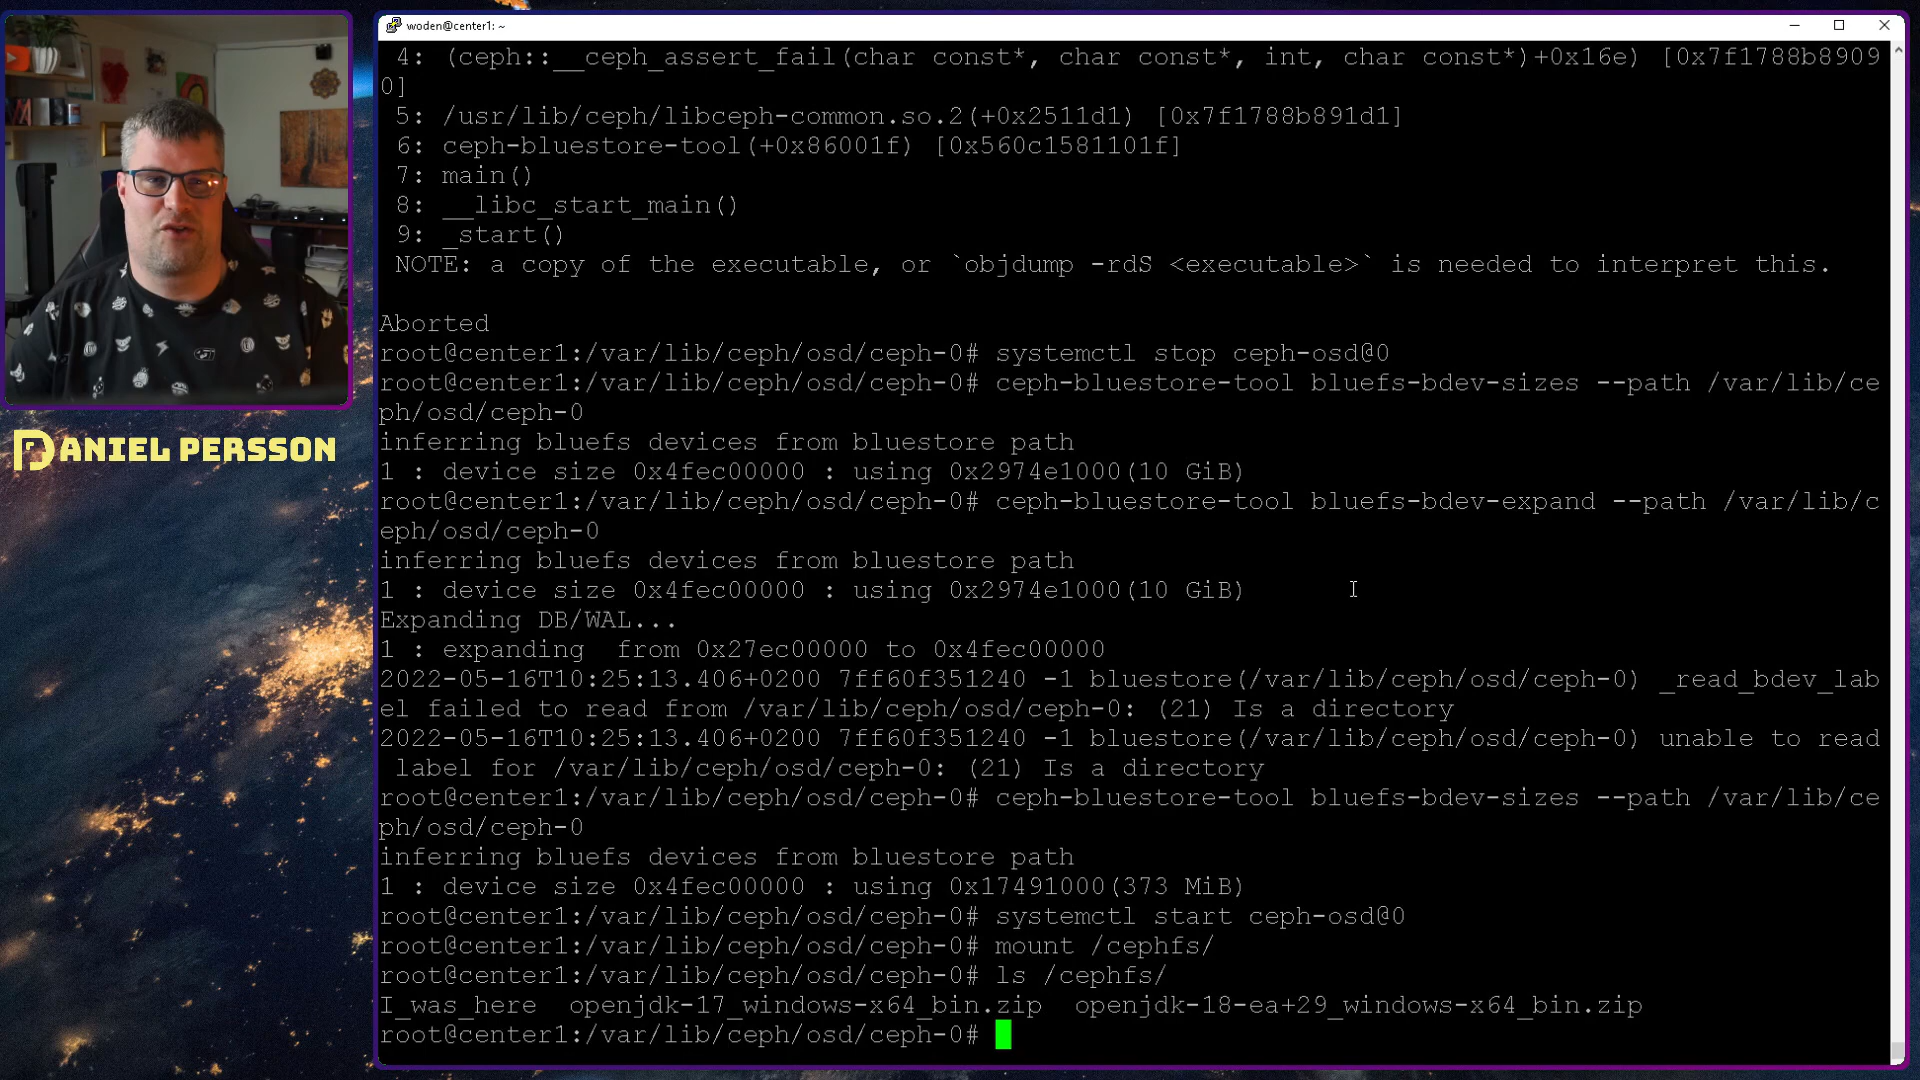 woden@center1: ~
4: (ceph::__ceph_assert_fail(char const*, char const*, int, char const*)+0x16e) [0x7f1788b8909
0]
5: /usr/lib/ceph/libceph-common.so.2(+0x2511d1) [0x7f1788b891d1]
6: ceph-bluestore-tool(+0x86001f) [0x560c1581101f]
7: main()
8: __libc_start_main()
9: _start()
NOTE: a copy of the executable, or `objdump -rdS <executable>` is needed to interpret this.
Aborted
root@center1:/var/lib/ceph/osd/ceph-0# systemctl stop ceph-osd@0
root@center1:/var/lib/ceph/osd/ceph-0# ceph-bluestore-tool bluefs-bdev-sizes --path /var/lib/ce
ph/osd/ceph-0
inferring bluefs devices from bluestore path
1 : device size 0x4fec00000 : using 0x2974e1000(10 GiB)
root@center1:/var/lib/ceph/osd/ceph-0# ceph-bluestore-tool bluefs-bdev-expand --path /var/lib/c
eph/osd/ceph-0
inferring bluefs devices from bluestore path
1 : device size 0x4fec00000 : using 0x2974e1000(10 GiB)
Expanding DB/WAL...
1 : expanding  from 0x27ec00000 to 0x4fec00000
2022-05-16T10:25:13.406+0200 7ff60f351240 -1 bluestore(/var/lib/ceph/osd/ceph-0) _read_bdev_lab
el failed to read from /var/lib/ceph/osd/ceph-0: (21) Is a directory
2022-05-16T10:25:13.406+0200 7ff60f351240 -1 bluestore(/var/lib/ceph/osd/ceph-0) unable to read
label for /var/lib/ceph/osd/ceph-0: (21) Is a directory
root@center1:/var/lib/ceph/osd/ceph-0# ceph-bluestore-tool bluefs-bdev-sizes --path /var/lib/ce
ph/osd/ceph-0
inferring bluefs devices from bluestore path
1 : device size 0x4fec00000 : using 0x17491000(373 MiB)
root@center1:/var/lib/ceph/osd/ceph-0# systemctl start ceph-osd@0
root@center1:/var/lib/ceph/osd/ceph-0# mount /cephfs/
root@center1:/var/lib/ceph/osd/ceph-0# ls /cephfs/
I_was_here  openjdk-17_windows-x64_bin.zip  openjdk-18-ea+29_windows-x64_bin.zip
root@center1:/var/lib/ceph/osd/ceph-0#
DANIEL PERSSON